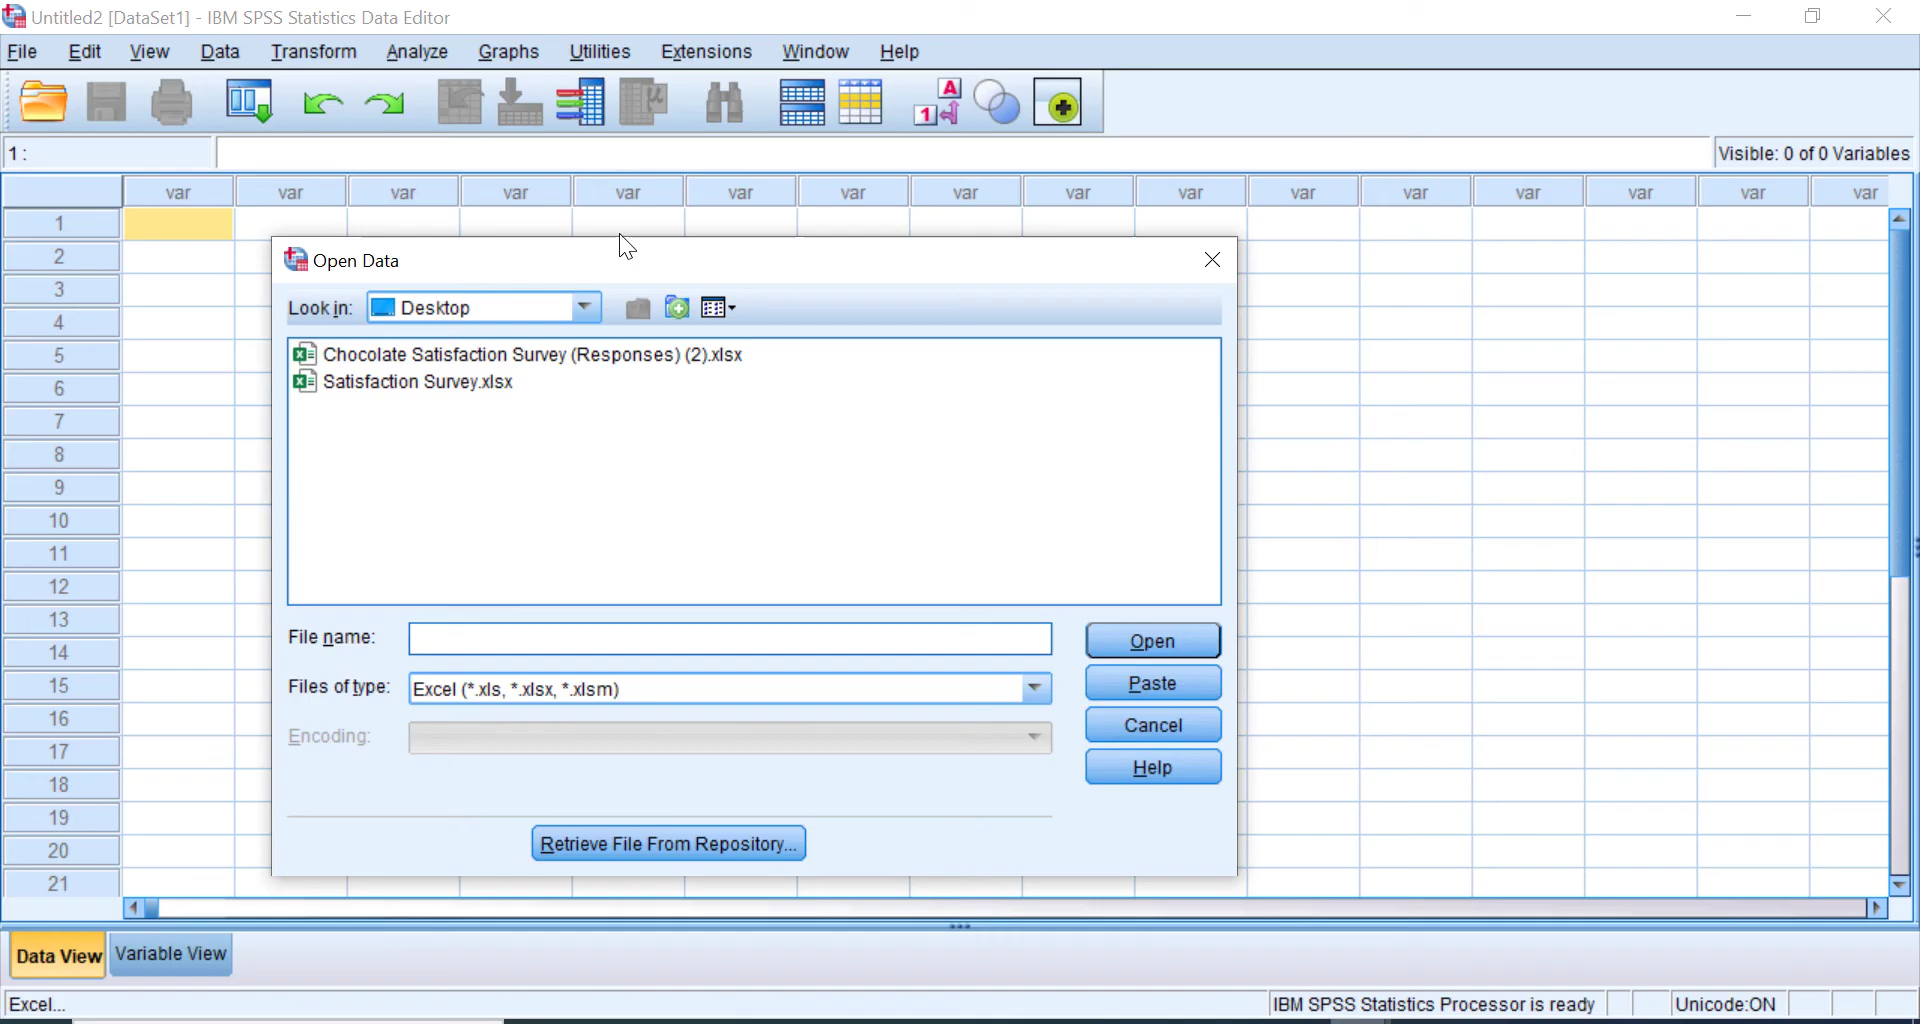 Untitled2 [DataSet1] - IBM SPSS Statistics Data Editor
File Edit View Data Transform Analyze Graphs Utilities Extensions Window Help
A
1
1 :
Visible: 0 of 0 Variables
var var var var var var var var var var var var var var var var
1
2
3
4
5
6
7
8
9
10
11
12
13
14
15
16
17
18
19
20
21
Open Data
Look in: Desktop
Chocolate Satisfaction Survey (Responses) (2).xlsx
Satisfaction Survey.xlsx
File name:
Open
Files of type: Excel (*.xls, *.xlsx, *.xlsm)
Paste
Encoding:
Cancel
Help
Retrieve File From Repository...
Data View Variable View
Excel...
IBM SPSS Statistics Processor is ready
Unicode:ON